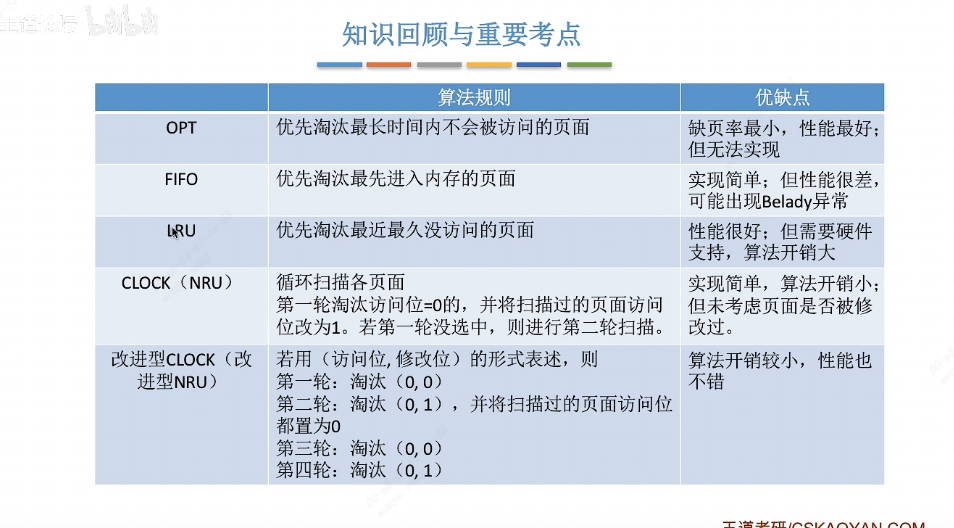 王道论坛 bilibili
知识回顾与重要考点
算法规则 优缺点
OPT 优先淘汰最长时间内不会被访问的页面 缺页率最小，性能最好；
但无法实现
FIFO 优先淘汰最先进入内存的页面 实现简单；但性能很差，
可能出现Belady异常
LRU 优先淘汰最近最久没访问的页面 性能很好；但需要硬件
支持，算法开销大
CLOCK（NRU） 循环扫描各页面 实现简单，算法开销小；
第一轮淘汰访问位=0的，并将扫描过的页面访问 但未考虑页面是否被修
位改为1。若第一轮没选中，则进行第二轮扫描。 改过。
改进型CLOCK（改 若用（访问位, 修改位）的形式表述，则 算法开销较小，性能也
进型NRU） 第一轮：淘汰（0, 0） 不错
第二轮：淘汰（0, 1），并将扫描过的页面访问位
都置为0
第三轮：淘汰（0, 0）
第四轮：淘汰（0, 1）
王道考研/CSKAOYAN.COM